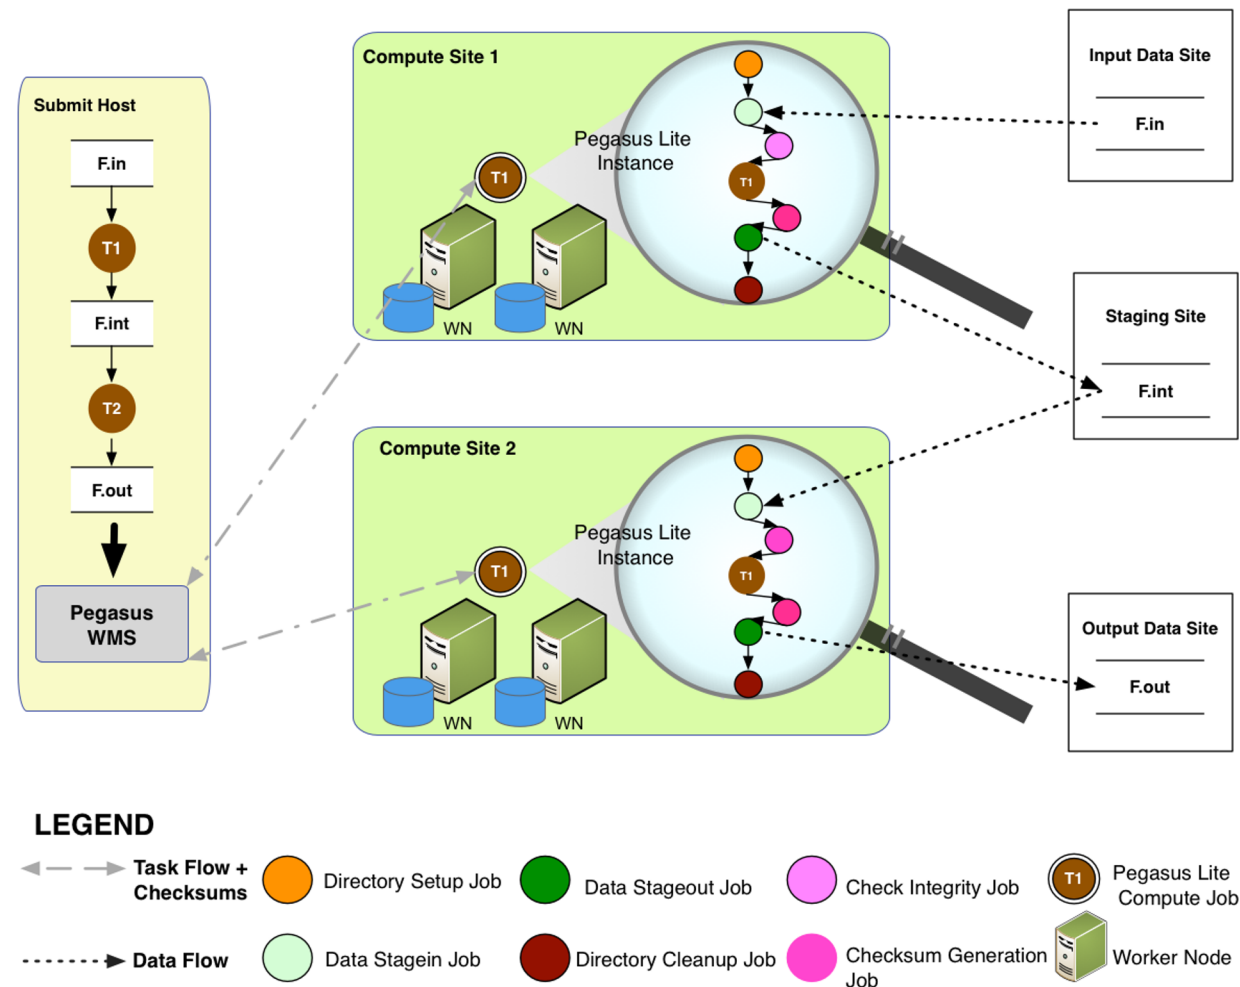 Submit Host
F.in
T1
F.int
T2
F.out
Pegasus
WMS
Compute Site 1
T1
WN
WN
Pegasus Lite
Instance
T1
Compute Site 2
T1
WN
WN
Pegasus Lite
Instance
T1
Input Data Site
F.in
Staging Site
F.int
Output Data Site
F.out
LEGEND
Task Flow +
Checksums
Directory Setup Job
Data Stageout Job
Check Integrity Job
T1
Pegasus Lite
Compute Job
Data Flow
Data Stagein Job
Directory Cleanup Job
Checksum Generation
Job
Worker Node